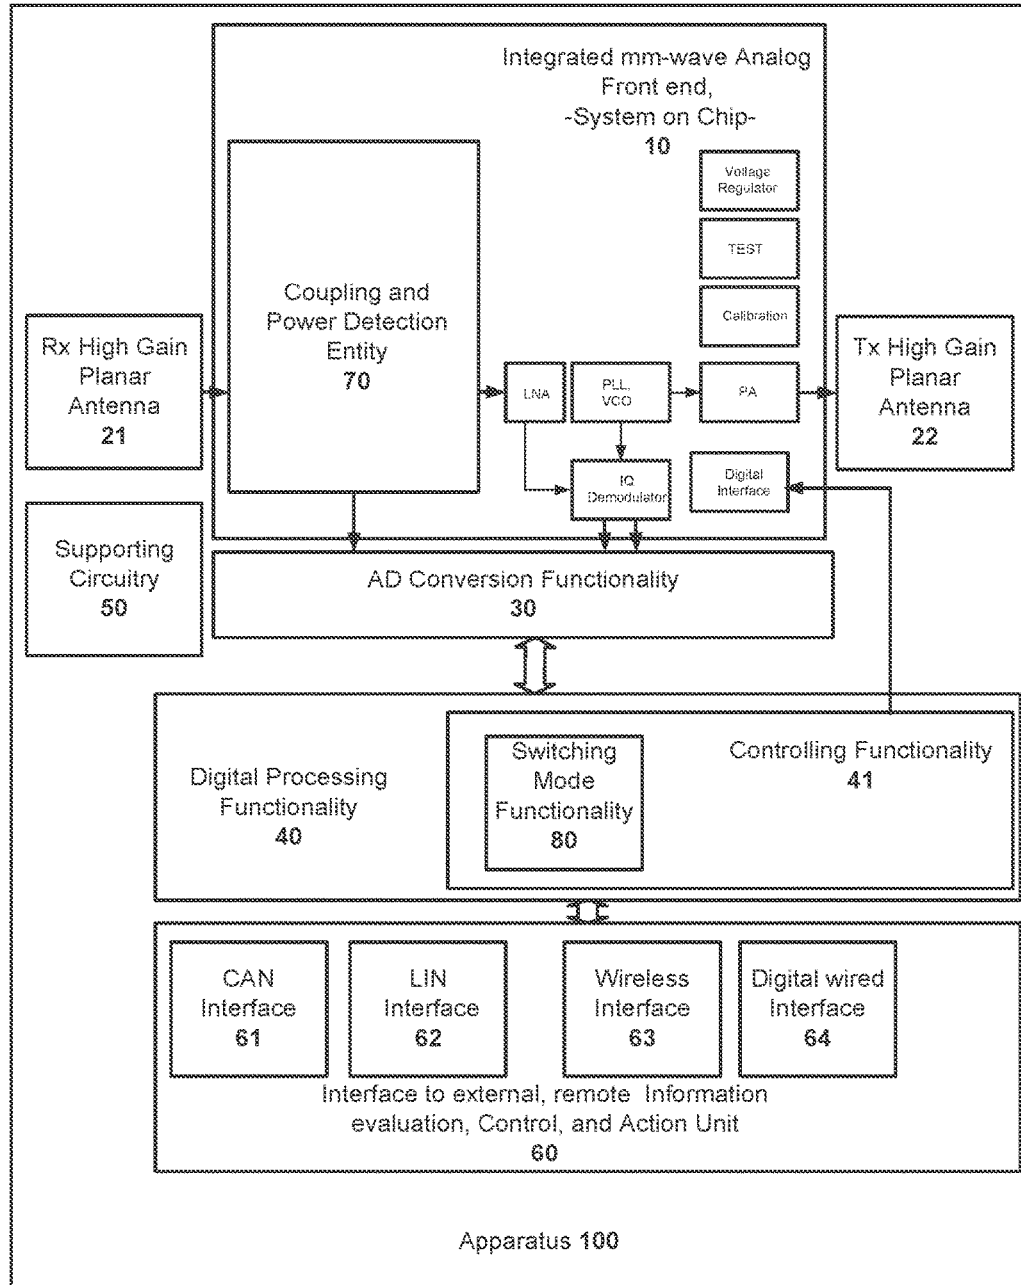 Integrated mm-wave Analog
Front end,
-System on Chip-
10
Voltage
Regulator
TEST
Calibration
Coupling and
Power Detection
Entity
70
Rx High Gain
Planar
Antenna
21
LNA
PLL,
VCO
PA
Tx High Gain
Planar
Antenna
22
IQ
Demodulator
Digital
Interface
Supporting
Circuitry
50
AD Conversion Functionality
30
Digital Processing
Functionality
40
Switching
Mode
Functionality
80
Controlling Functionality
41
CAN
Interface
61
LIN
Interface
62
Wireless
Interface
63
Digital wired
Interface
64
Interface to external, remote Information
evaluation, Control, and Action Unit
60
Apparatus 100